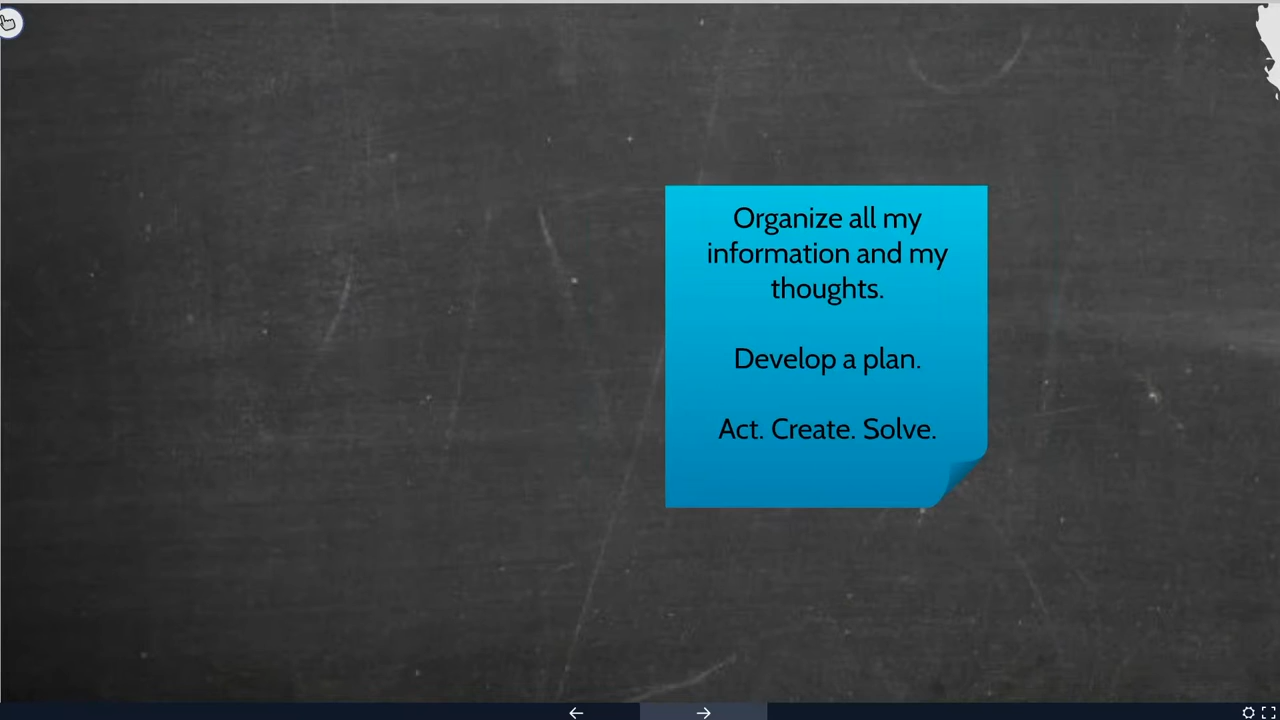 Organize all my
information and my
thoughts.
Develop a plan.
Act. Create. Solve.